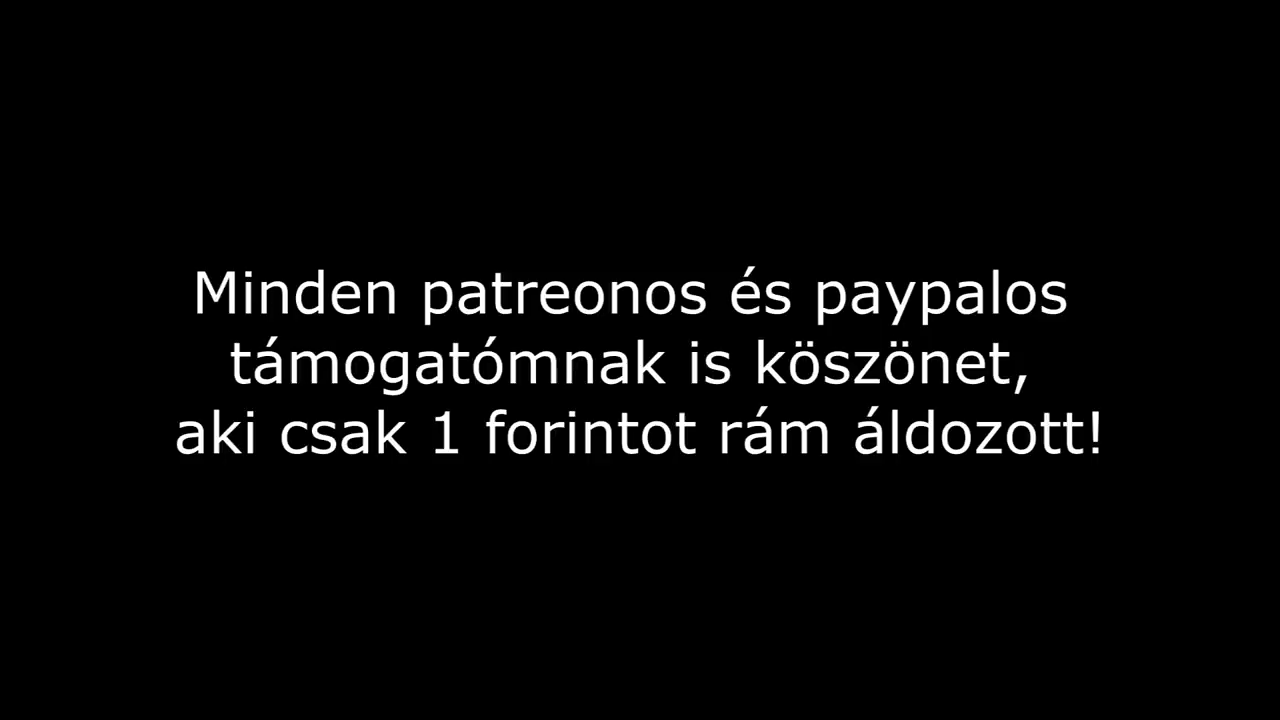 Minden patreonos és paypalos
támogatómnak is köszönet,
aki csak 1 forintot rám áldozott!